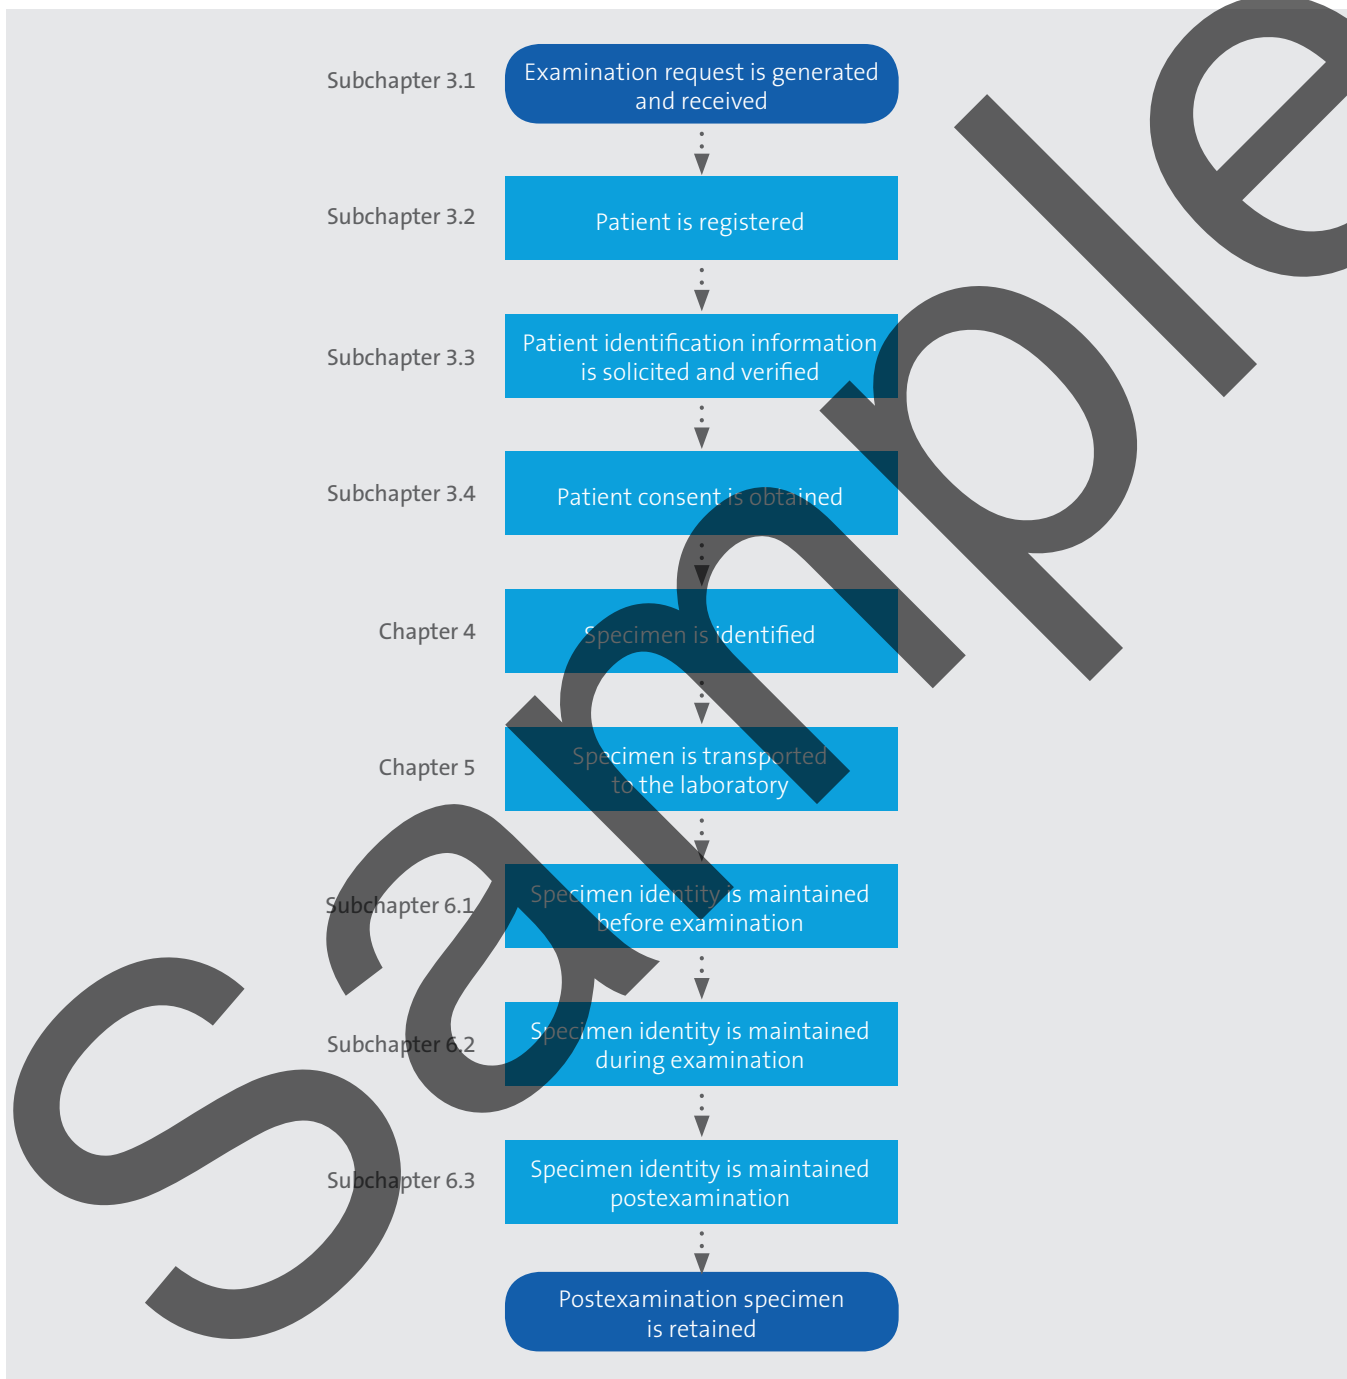 Subchapter 3.1
Examination request is generated
and received
Subchapter 3.2
Patient is registered
Subchapter 3.3
Patient identification information
is solicited and verified
Subchapter 3.4
Patient consent is obtained
Chapter 4
Specimen is identified
Chapter 5
Specimen is transported
to the laboratory
Subchapter 6.1
Specimen identity is maintained
before examination
Subchapter 6.2
Specimen identity is maintained
during examination
Subchapter 6.3
Specimen identity is maintained
postexamination
Postexamination specimen
is retained
Sample